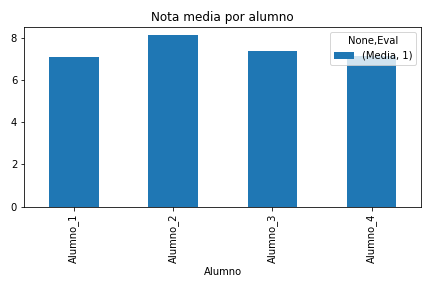 Nota media por alumno
None,Eval
(Media, 1)
8
6
4
2
0
Alumno_1
Alumno_2
Alumno_3
Alumno_4
Alumno